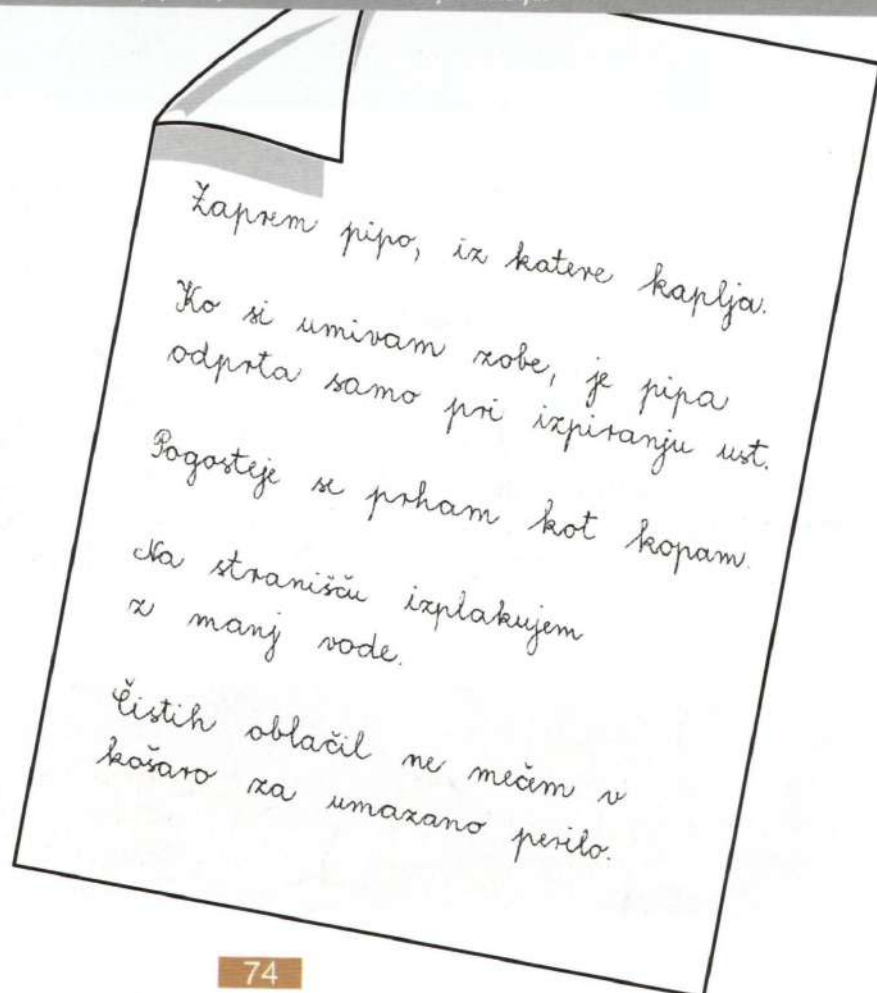 Zaprem pipo, iz katere kaplja.
Ko si umivam zobe, je pipa
odprta samo pri izpiranju ust.
Pogosteje se prham kot kopam.
Na stranišču izplakujem
z manj vode.
Čistih oblačil ne mečem v
košaro za umazano perilo.
74